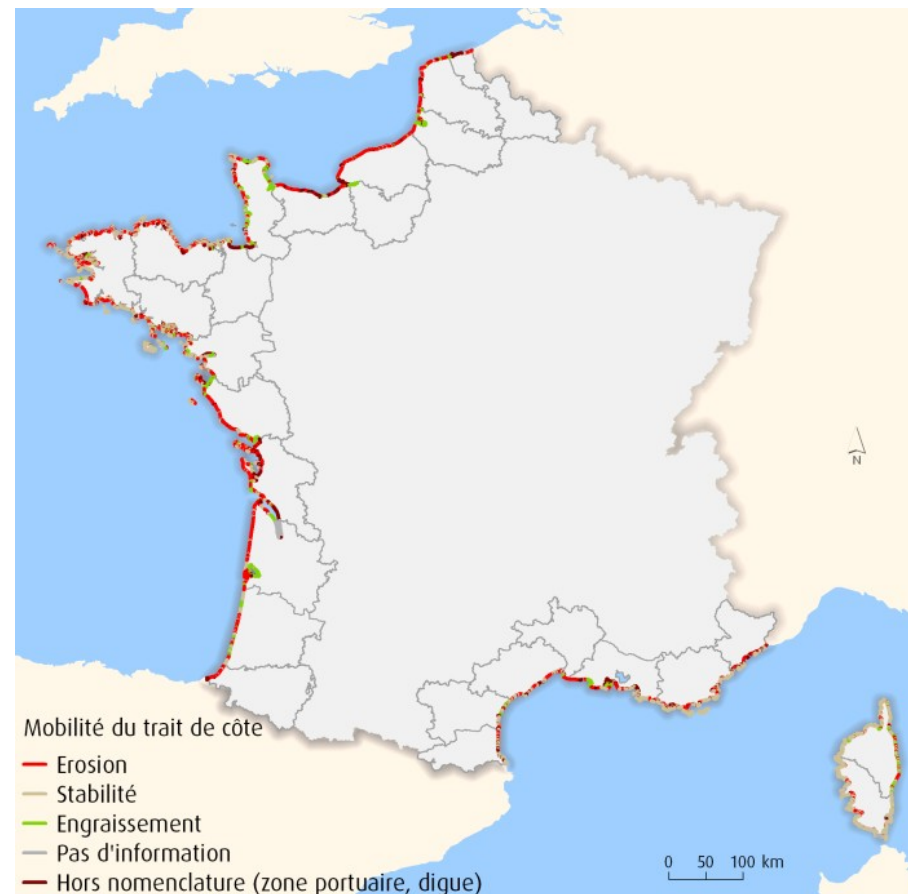 N
Mobilité du trait de côte
Erosion
Stabilité
Engraissement
Pas d'information
Hors nomenclature (zone portuaire, digue)
0 50 100 km